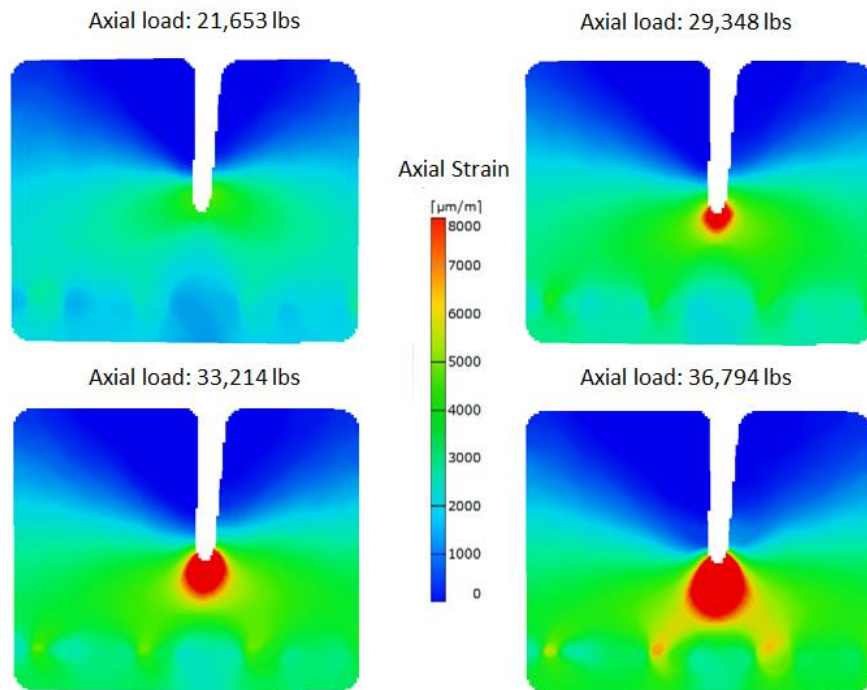 Axial load: 21,653 lbs
Axial load: 29,348 lbs
Axial Strain
[µm/m]
8000
7000
6000
5000
4000
3000
2000
1000
0
Axial load: 33,214 lbs
Axial load: 36,794 lbs